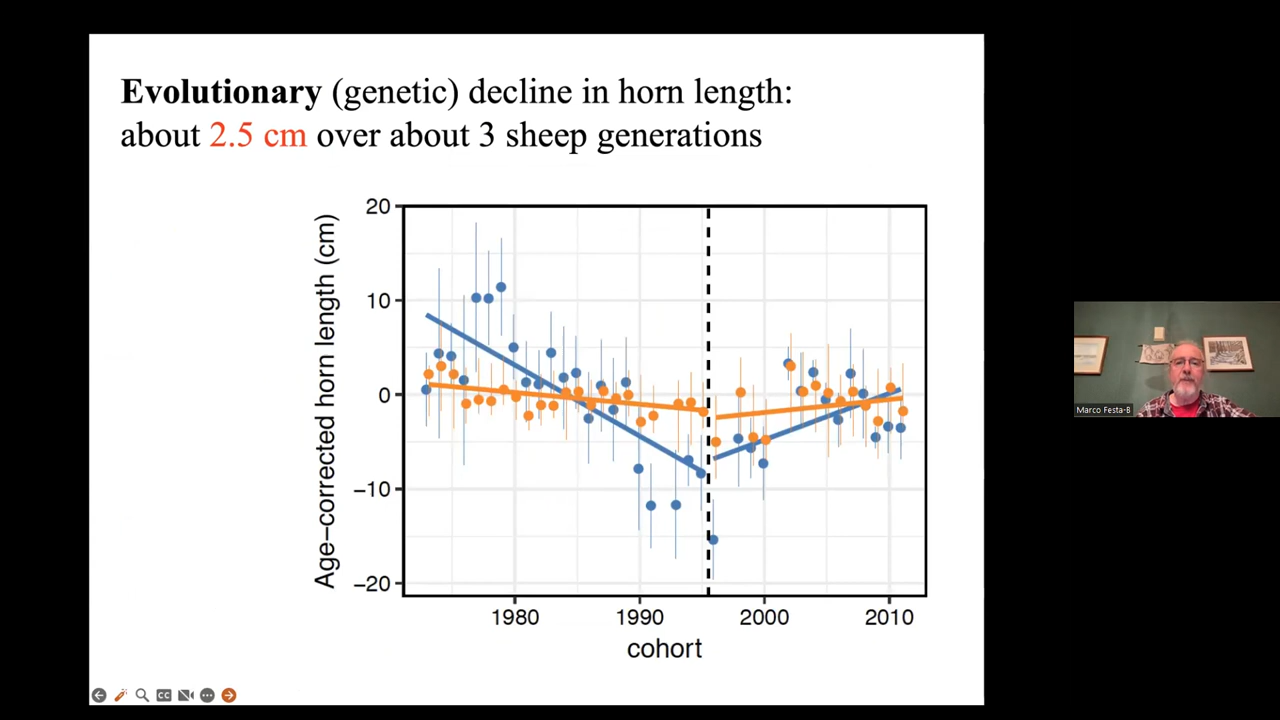 Evolutionary (genetic) decline in horn length:
about 2.5 cm over about 3 sheep generations
Age−corrected horn length (cm)
20
10
0
−10
−20
1980 1990 2000 2010
cohort
CC
Marco Festa-B